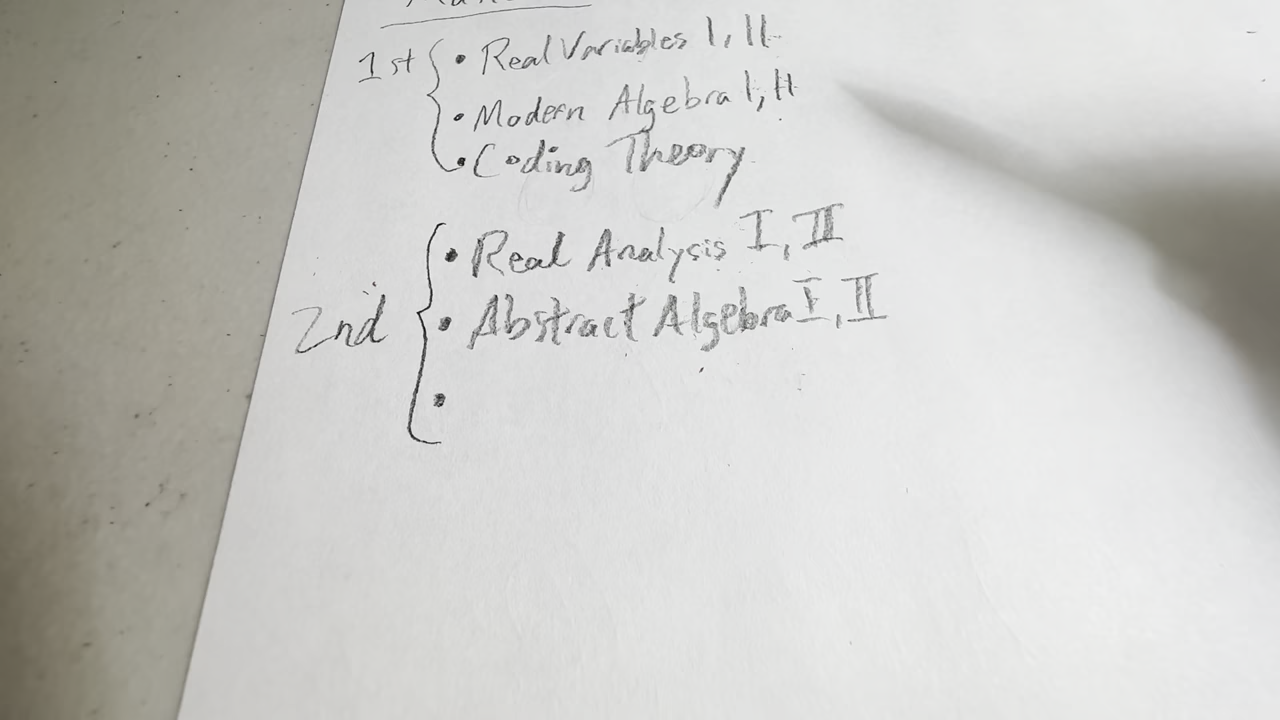 1st
• Real Variables I, II
• Modern Algebra I, II
• Coding Theory
2nd
• Real Analysis I, II
• Abstract Algebra I, II
•